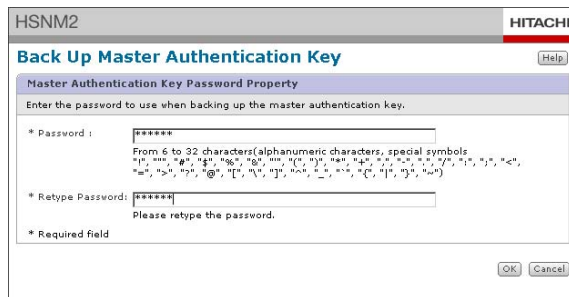 HSNM2
HITACHI
Back Up Master Authentication Key
Help
Master Authentication Key Password Property
Enter the password to use when backing up the master authentication key.
* Password :
******
From 6 to 32 characters(alphanumeric characters, special symbols
"!", """, "#", "$", "%", "&", "'", "(", ")", "*", "+", ",", "-", ".", "/", ":", ";", "<",
"=", ">", "?", "@", "[", "\", "]", "^", "_", "`", "{", "|", "}", "~")
* Retype Password:
******
Please retype the password.
* Required field
OK
Cancel